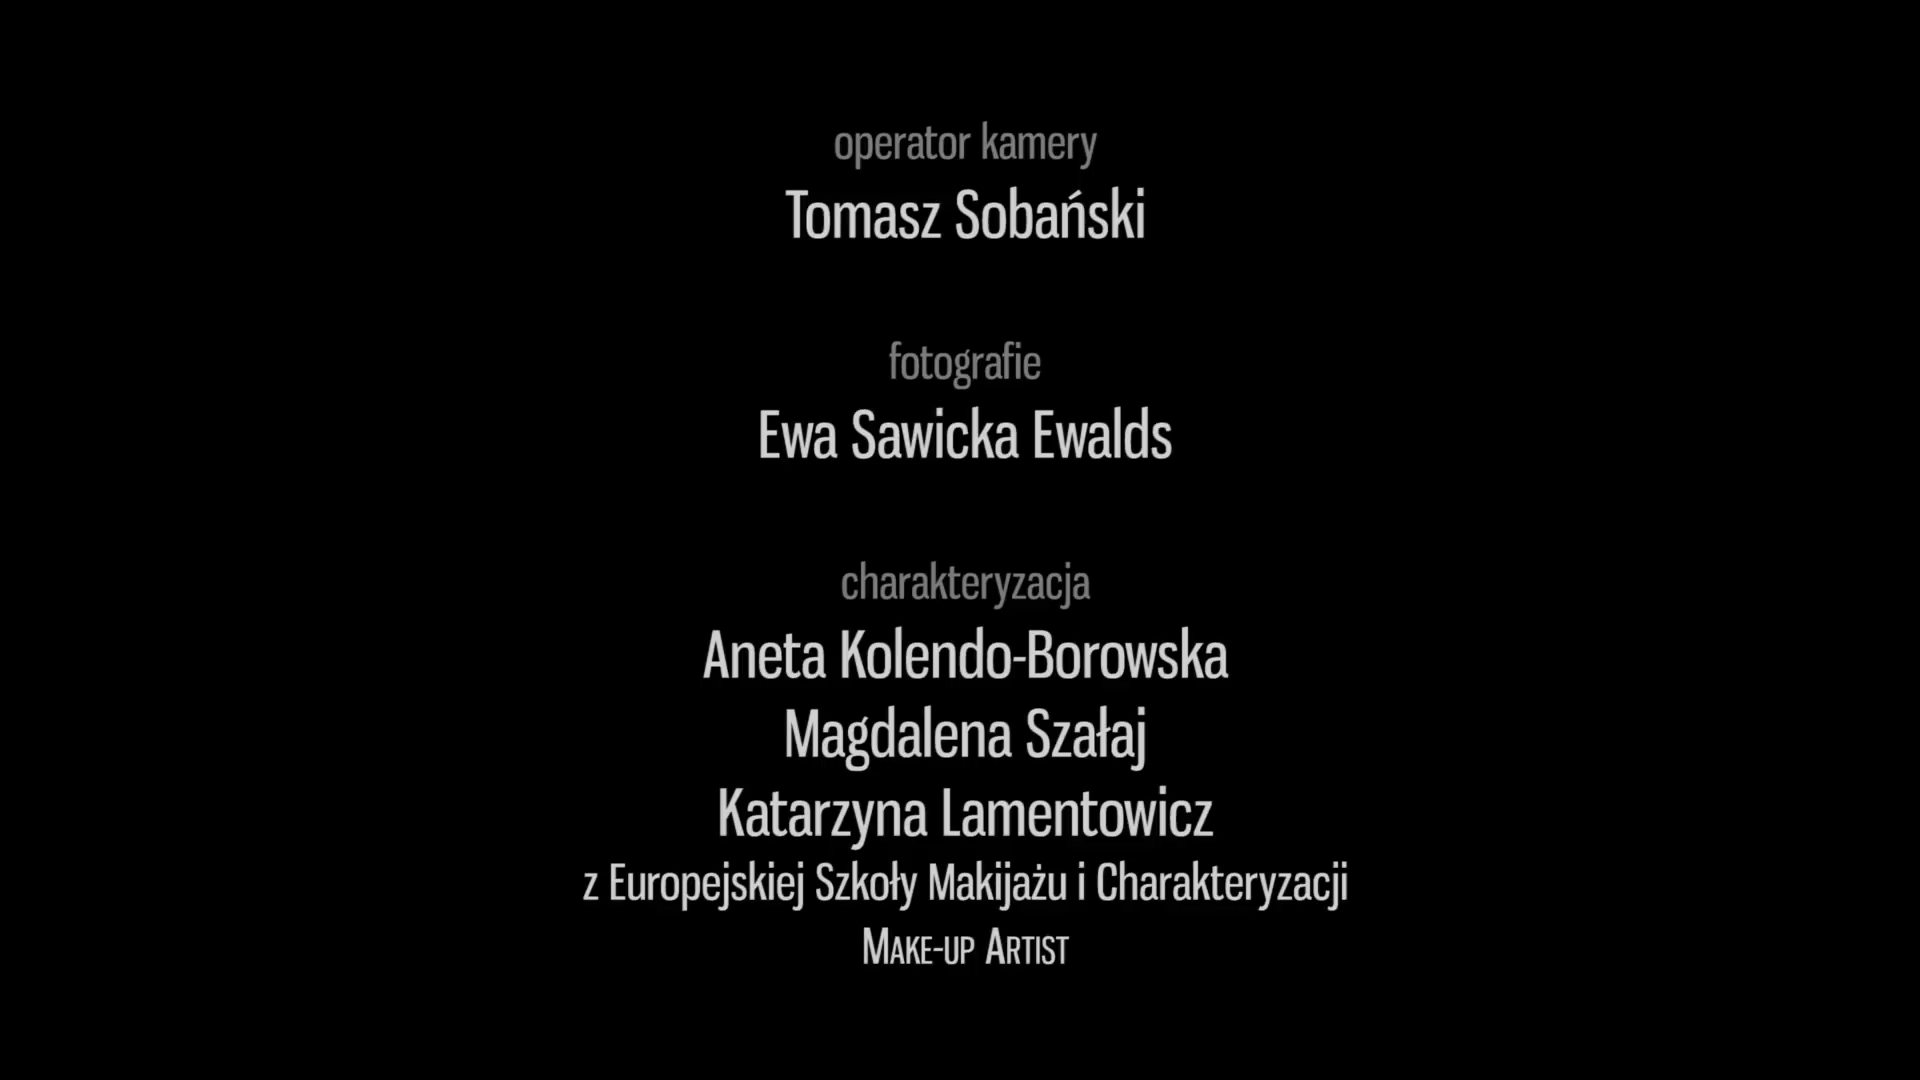 operator kamery
Tomasz Sobański
fotografie
Ewa Sawicka Ewalds
charakteryzacja
Aneta Kolendo-Borowska
Magdalena Szałaj
Katarzyna Lamentowicz
z Europejskiej Szkoły Makijażu i Charakteryzacji
Make-up Artist